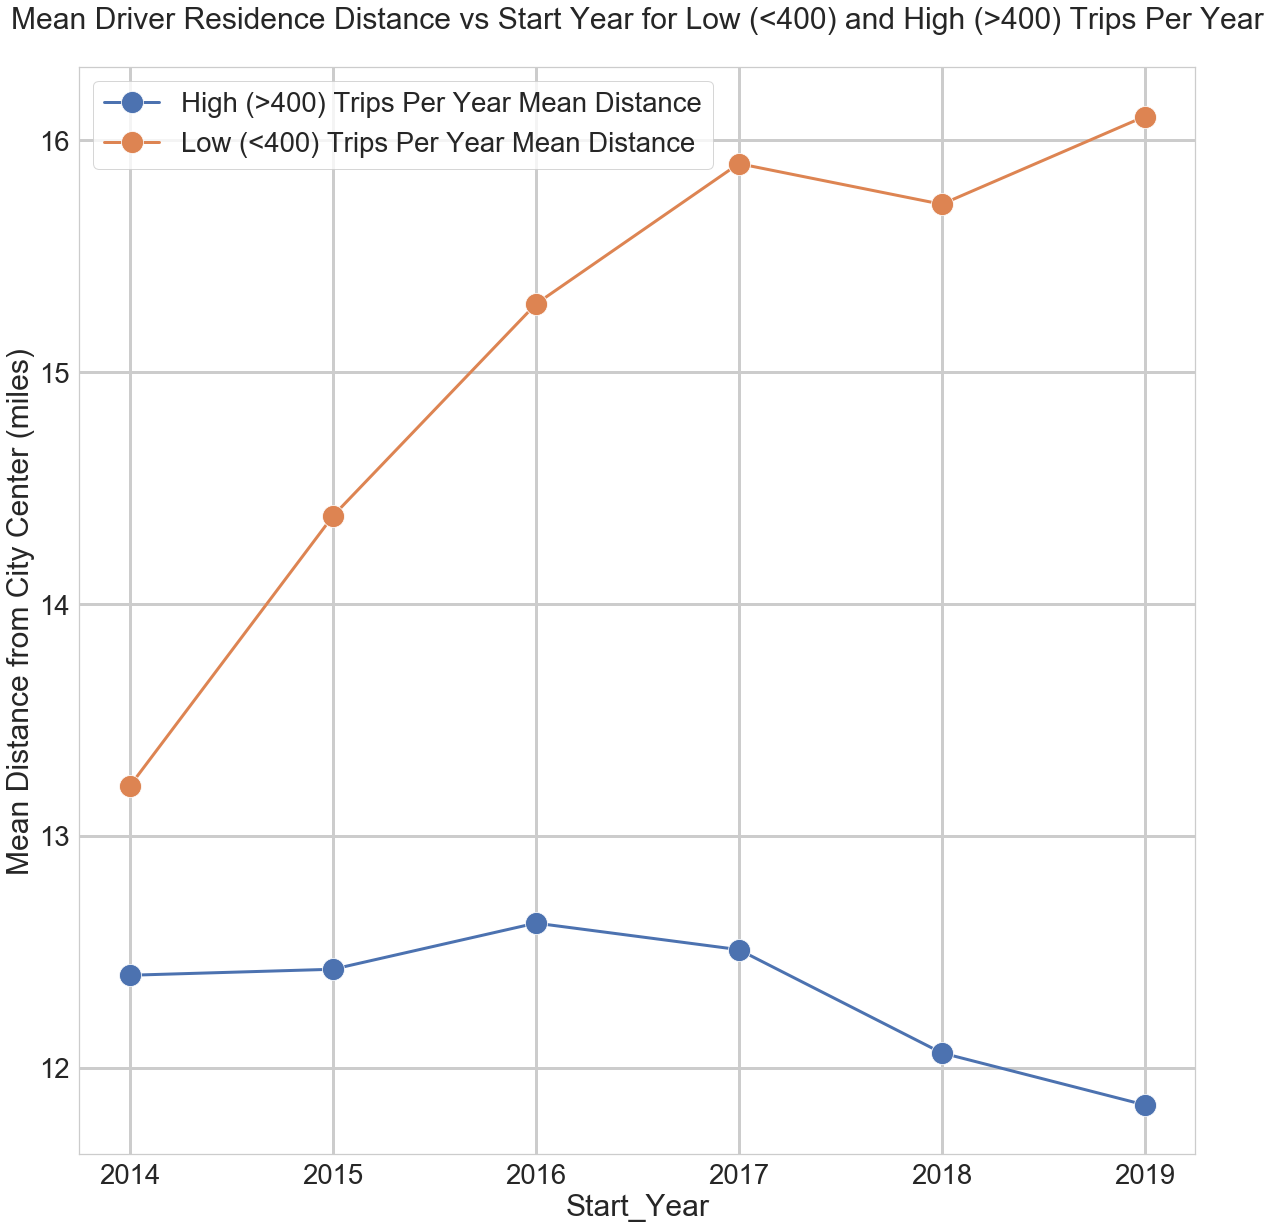 Mean Driver Residence Distance vs Start Year for Low (<400) and High (>400) Trips Per Year
High (>400) Trips Per Year Mean Distance
Low (<400) Trips Per Year Mean Distance
Mean Distance from City Center (miles)
16
15
14
13
12
2014 2015 2016 2017 2018 2019
Start_Year